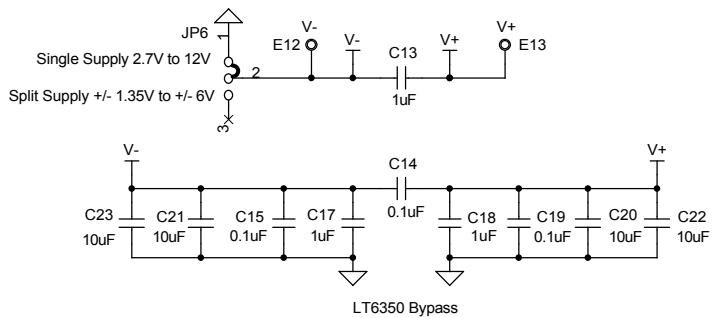 JP6
1
V-
V-
V+
V+
E12
C13
E13
Single Supply 2.7V to 12V
2
1uF
Split Supply +/- 1.35V to +/- 6V
3
V-
C14
V+
0.1uF
C23
C21
C15
C17
C18
C19
C20
C22
10uF
10uF
0.1uF
1uF
1uF
0.1uF
10uF
10uF
LT6350 Bypass